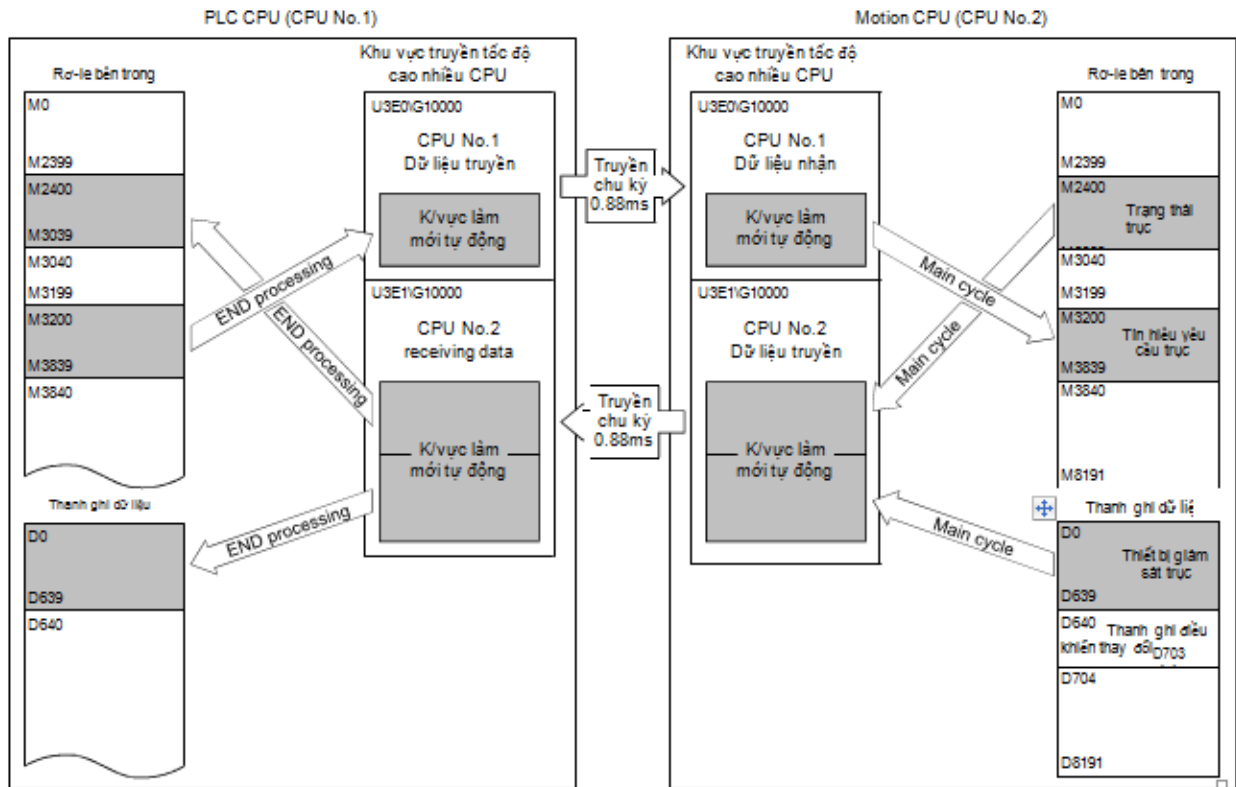 PLC CPU (CPU No.1)
Rơ-le bên trong
M0
M2399
M2400
M3039
M3040
M3199
M3200
M3839
M3840
Thanh ghi dữ liệu
D0
D639
D640
END processing
END processing
END processing
Khu vực truyền tốc độ
cao nhiều CPU
U3E0\G10000
CPU No.1
Dữ liệu truyền
K/vực làm
mới tự động
U3E1\G10000
CPU No.2
receiving data
K/vực làm
mới tự động
Truyền
chu kỳ
0.88ms
Truyền
chu kỳ
0.88ms
Motion CPU (CPU No.2)
Khu vực truyền tốc độ
cao nhiều CPU
U3E0\G10000
CPU No.1
Dữ liệu nhận
K/vực làm
mới tự động
U3E1\G10000
CPU No.2
Dữ liệu truyền
K/vực làm
mới tự động
Main cycle
Main cycle
Main cycle
Rơ-le bên trong
M0
M2399
M2400
Trạng thái
trục
M3040
M3199
M3200
Tín hiệu yêu
cầu trục
M3839
M3840
M8191
Thanh ghi dữ liệ
D0
Thiết bị giám
sát trục
D639
D640 Thanh ghi điều
khiển thay đổi D703
D704
D8191